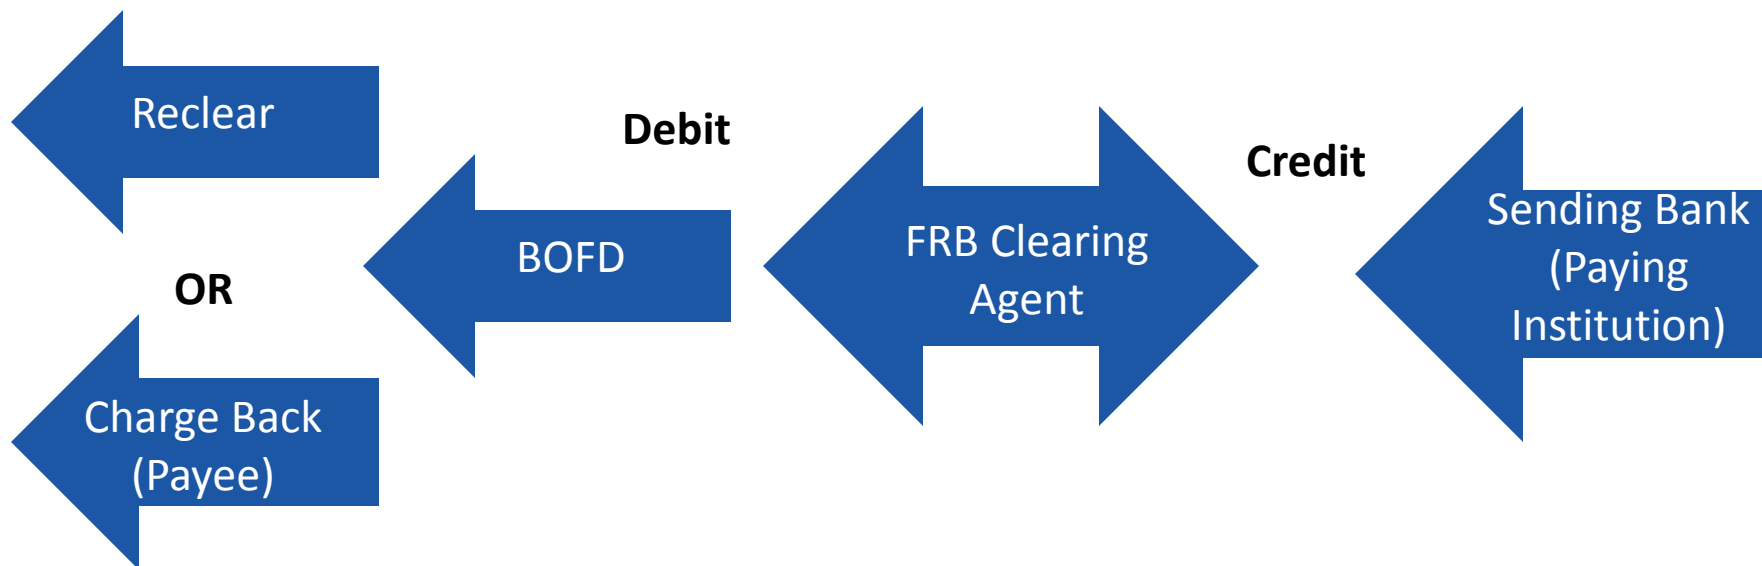 Reclear
OR
Charge Back
(Payee)
Debit
BOFD
FRB Clearing
Agent
Credit
Sending Bank
(Paying
Institution)